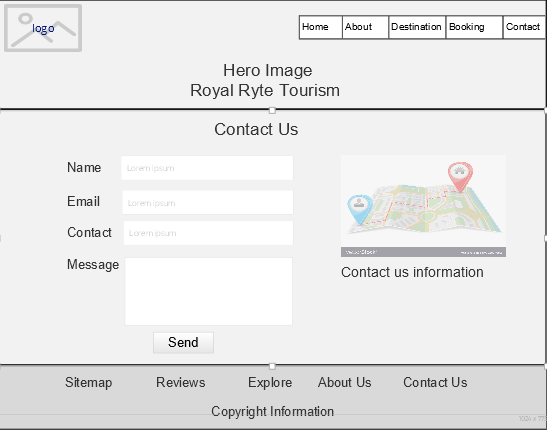 logo
Home About Destination Booking Contact
Hero Image
Royal Ryte Tourism
Contact Us
Name Lorem ipsum
Email Lorem ipsum
Contact Lorem ipsum
Message
VectorStock
Contact us information
Send
Sitemap Reviews Explore About Us Contact Us
Copyright Information